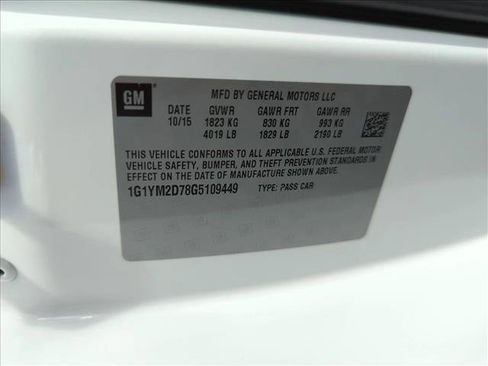 GM
MFD BY GENERAL MOTORS LLC
DATE GVWR GAWR FRT GAWR RR
10/15 1823 KG 830 KG 993 KG
4019 LB 1829 LB 2190 LB
THIS VEHICLE CONFORMS TO ALL APPLICABLE U.S. FEDERAL MOTOR
VEHICLE SAFETY, BUMPER, AND THEFT PREVENTION STANDARDS IN
EFFECT ON THE DATE OF MANUFACTURE SHOWN ABOVE.
1G1YM2D78G5109449 TYPE: PASS CAR